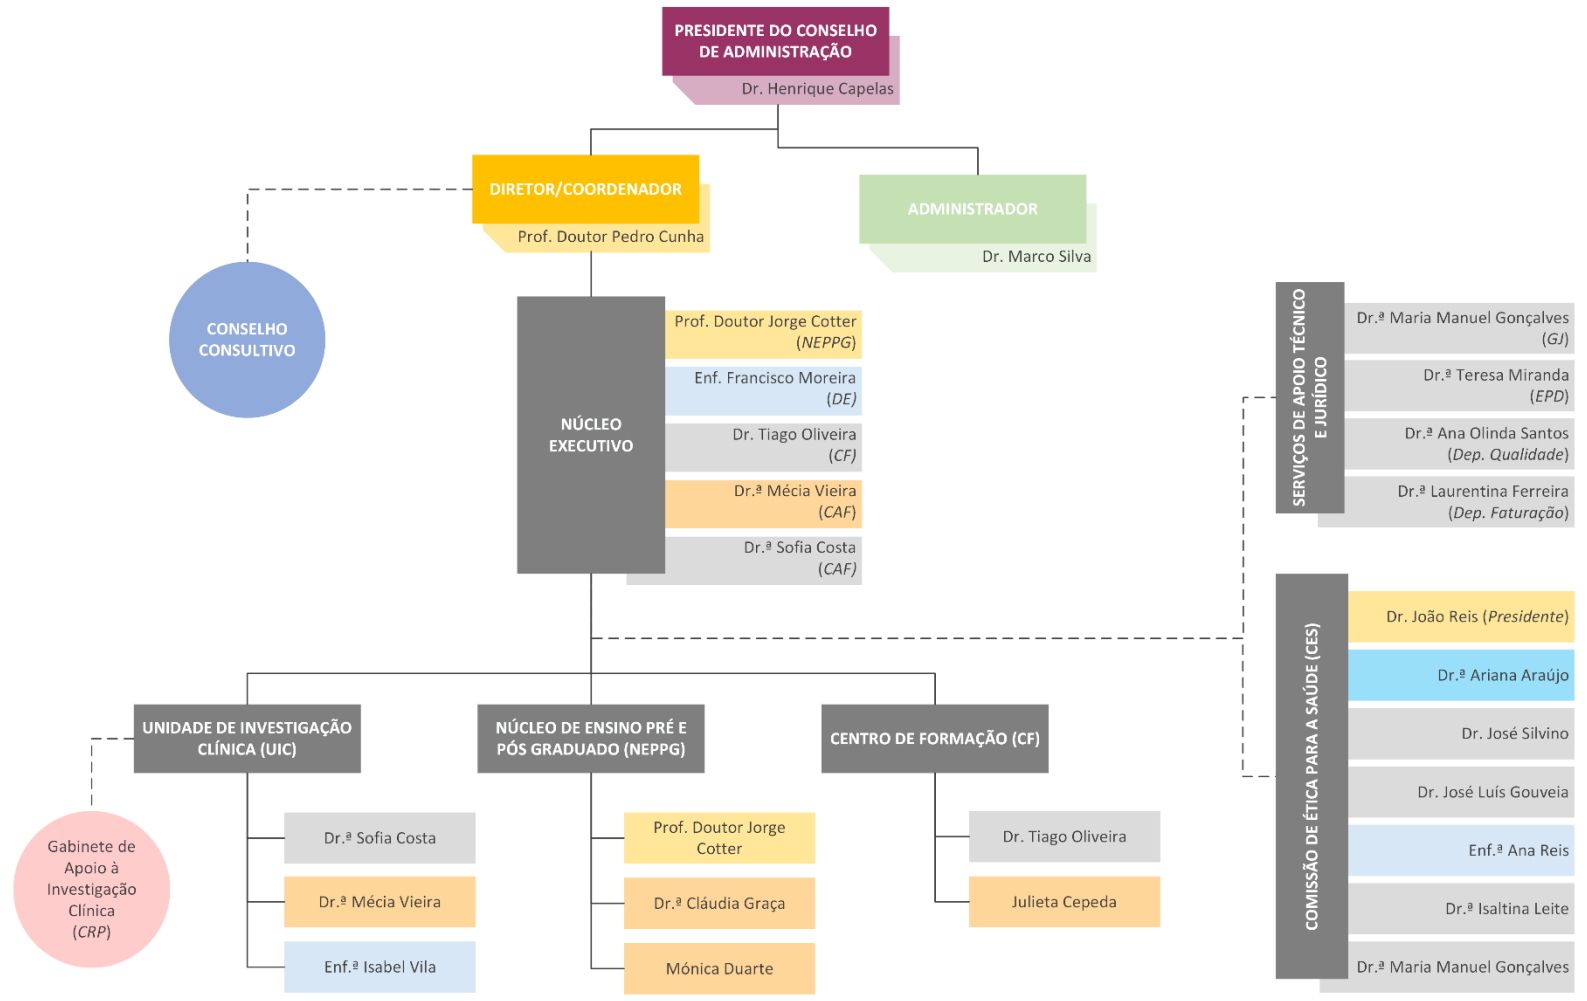 PRESIDENTE DO CONSELHO
DE ADMINISTRAÇÃO
Dr. Henrique Capelas
DIRETOR/COORDENADOR
Prof. Doutor Pedro Cunha
ADMINISTRADOR
Dr. Marco Silva
CONSELHO
CONSULTIVO
NÚCLEO
EXECUTIVO
Prof. Doutor Jorge Cotter
(NEPPG)
Enf. Francisco Moreira
(DE)
Dr. Tiago Oliveira
(CF)
Dr.ª Mécia Vieira
(CAF)
Dr.ª Sofia Costa
(CAF)
SERVIÇOS DE APOIO TÉCNICO
E JURÍDICO
Dr.ª Maria Manuel Gonçalves
(GJ)
Dr.ª Teresa Miranda
(EPD)
Dr.ª Ana Olinda Santos
(Dep. Qualidade)
Dr.ª Laurentina Ferreira
(Dep. Faturação)
COMISSÃO DE ÉTICA PARA A SAÚDE (CES)
Dr. João Reis (Presidente)
Dr.ª Ariana Araújo
Dr. José Silvino
Dr. José Luís Gouveia
Enf.ª Ana Reis
Dr.ª Isaltina Leite
Dr.ª Maria Manuel Gonçalves
UNIDADE DE INVESTIGAÇÃO
CLÍNICA (UIC)
Gabinete de
Apoio à
Investigação
Clínica
(CRP)
Dr.ª Sofia Costa
Dr.ª Mécia Vieira
Enf.ª Isabel Vila
NÚCLEO DE ENSINO PRÉ E
PÓS GRADUADO (NEPPG)
Prof. Doutor Jorge
Cotter
Dr.ª Cláudia Graça
Mónica Duarte
CENTRO DE FORMAÇÃO (CF)
Dr. Tiago Oliveira
Julieta Cepeda